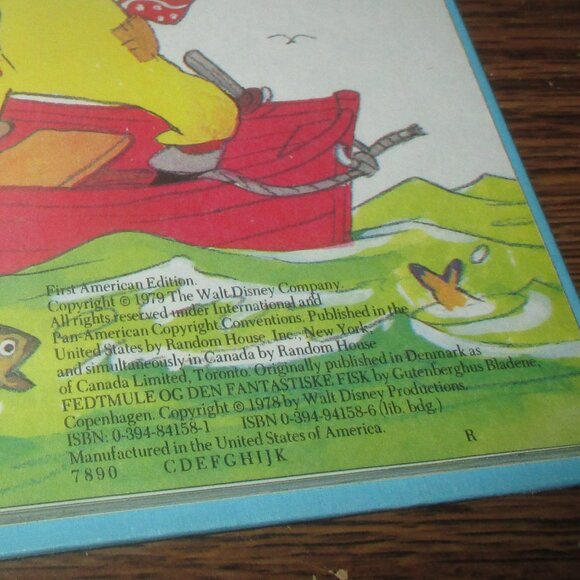 First American Edition.
Copyright © 1979 The Walt Disney Company.
All rights reserved under International and
Pan-American Copyright Conventions. Published in the
United States by Random House, Inc., New York,
and simultaneously in Canada by Random House
of Canada Limited, Toronto. Originally published in Denmark as
FEDTMULE OG DEN FANTASTISKE FISK by Gutenberghus Bladene,
Copenhagen. Copyright © 1978 by Walt Disney Productions.
ISBN: 0-394-84158-1 ISBN 0-394-94158-6 (lib. bdg.)
Manufactured in the United States of America. R
7 8 9 0 C D E F G H I J K